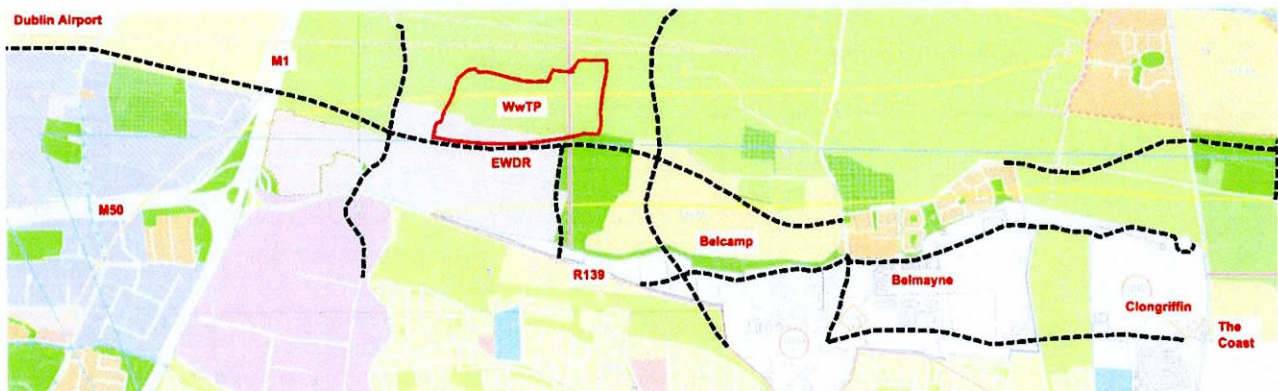 Dublin Airport
M1
WwTP
EWDR
M50
Belcamp
R139
Belmayne
Clongriffin
The
Coast